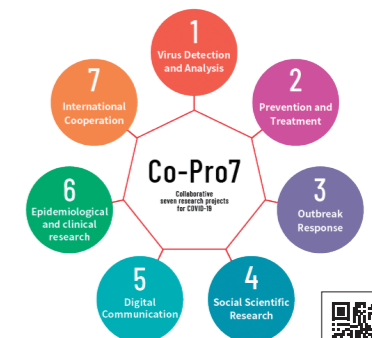 1
Virus Detection
and Analysis
2
Prevention and
Treatment
3
Outbreak
Response
4
Social Scientific
Research
5
Digital
Communication
6
Epidemiological
and clinical
research
7
International
Cooperation
Co-Pro7
Collaborative
seven research projects
for COVID-19